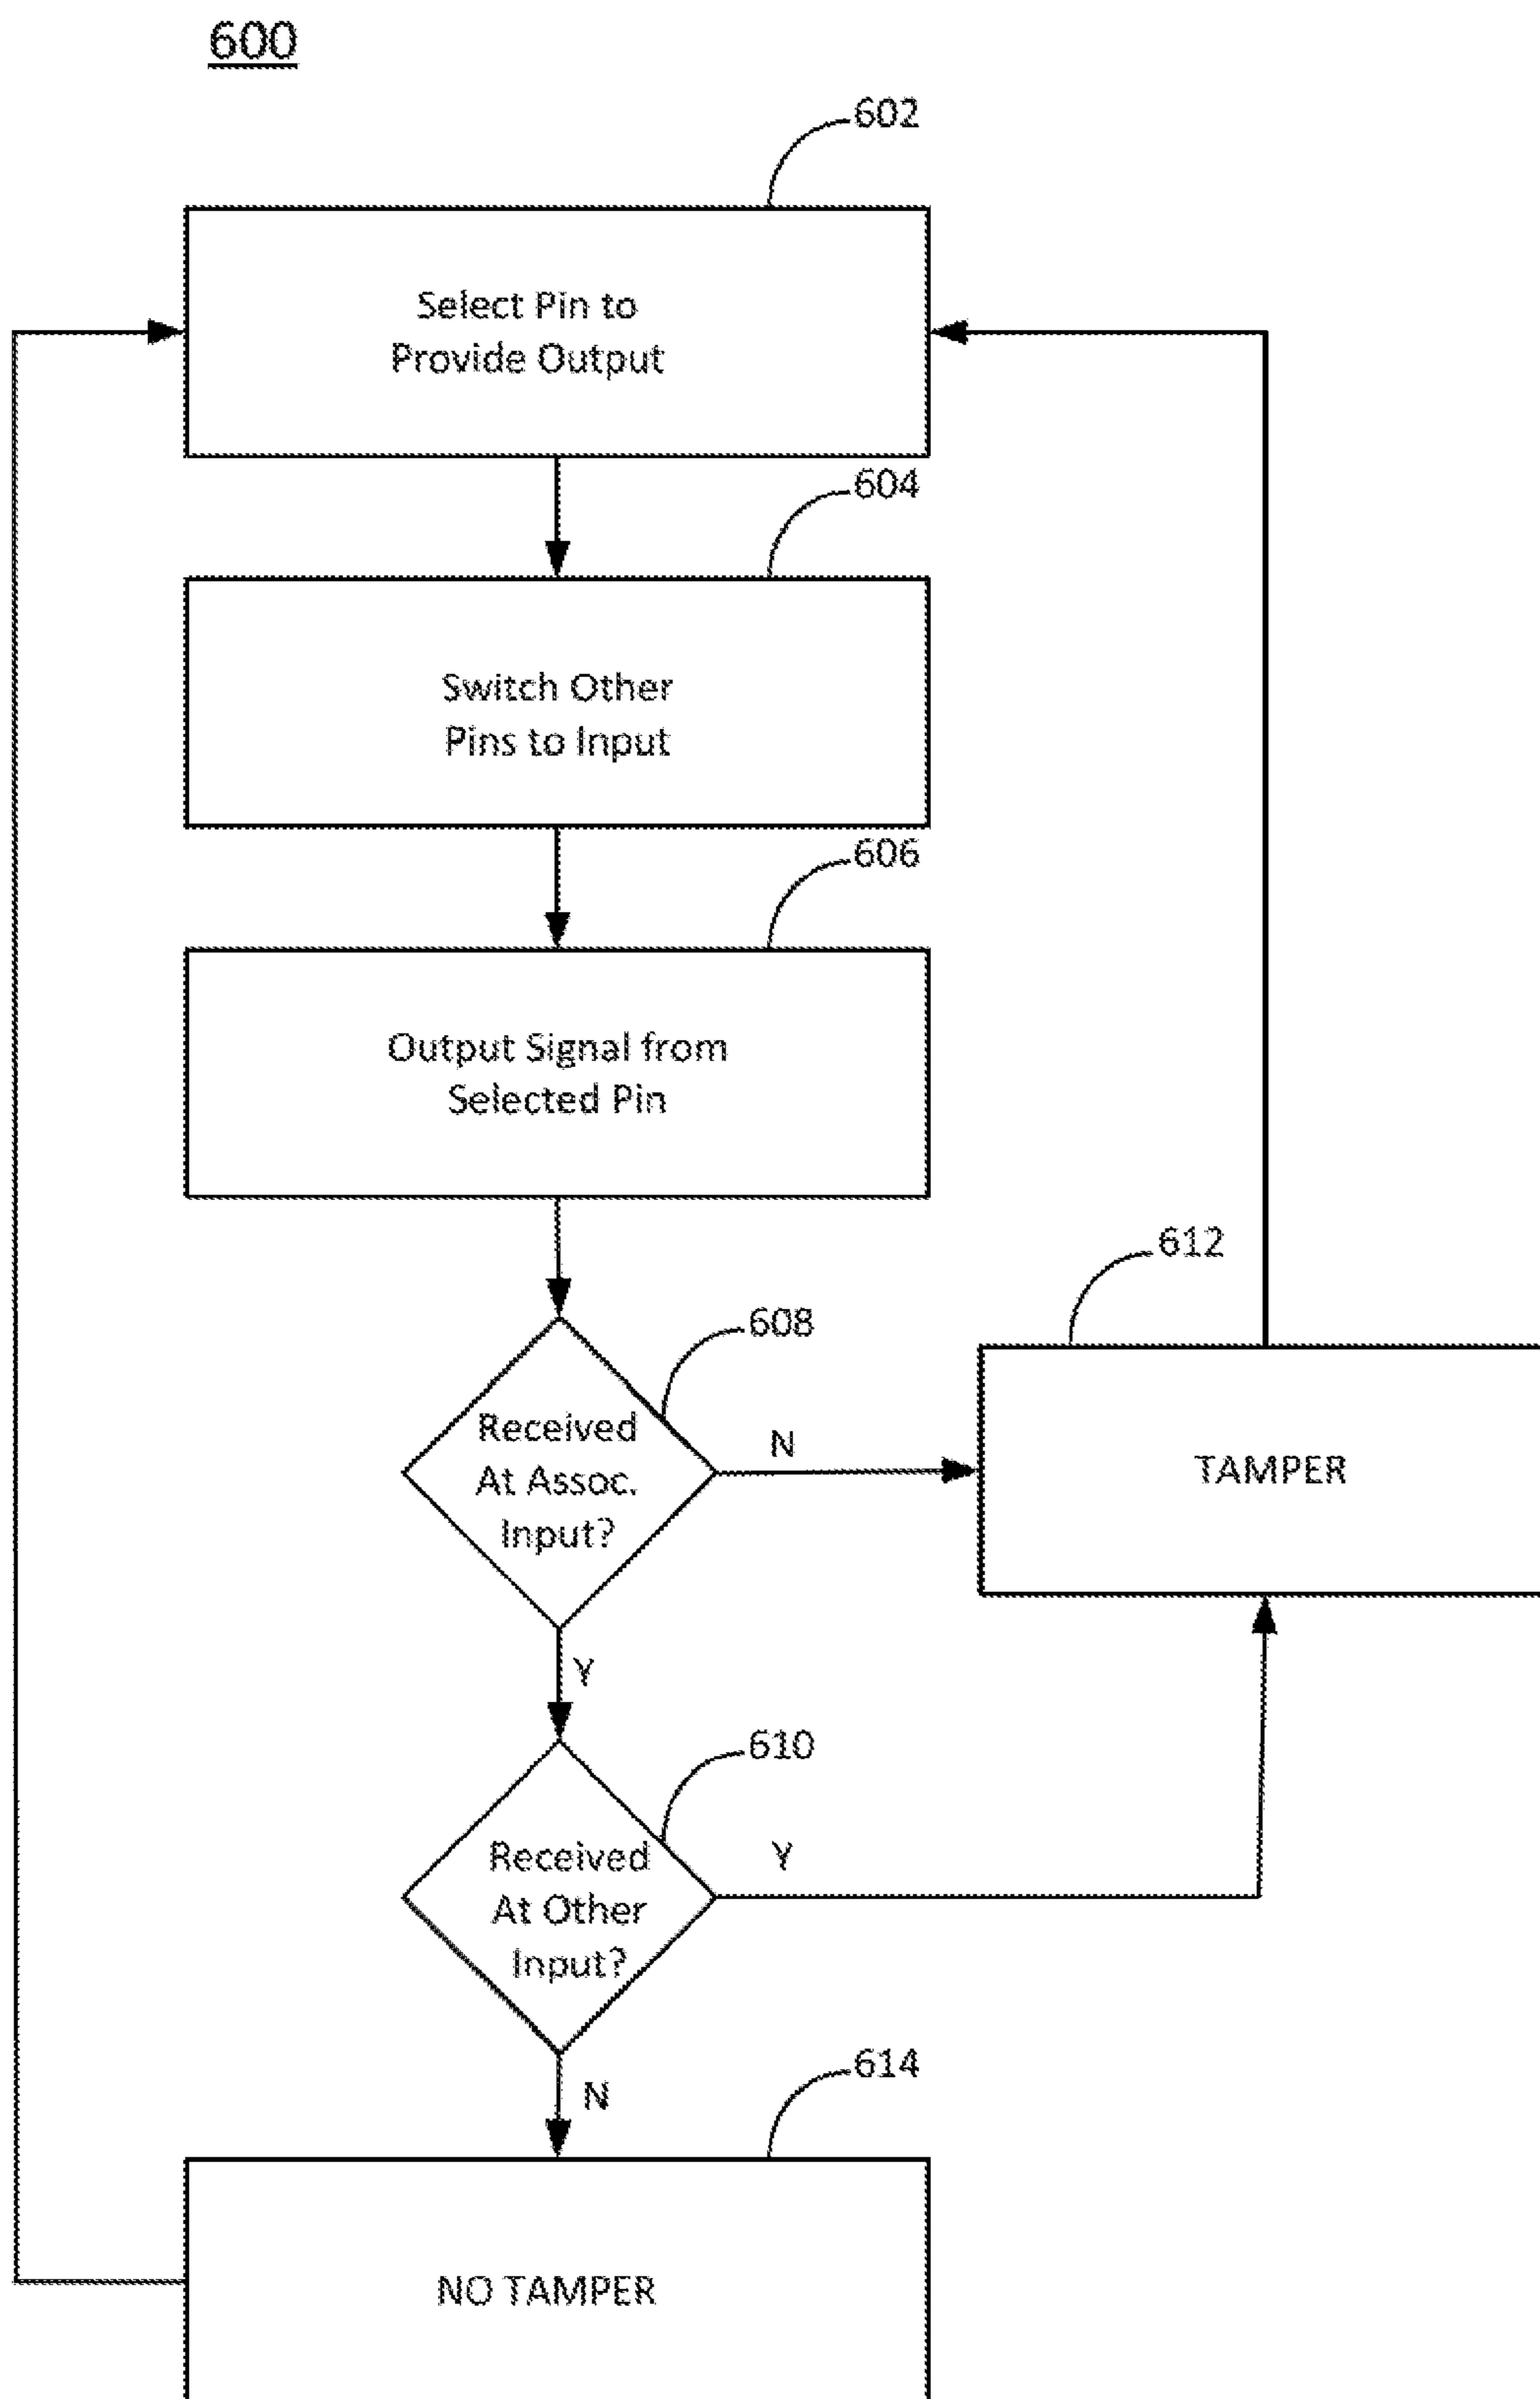 600
602
Select Pin to
Provide Output
604
Switch Other
Pins to Input
606
Output Signal from
Selected Pin
612
608
Received
At Assoc.
Input?
N
TAMPER
Y
610
Received
At Other
Input?
Y
N
614
NO TAMPER